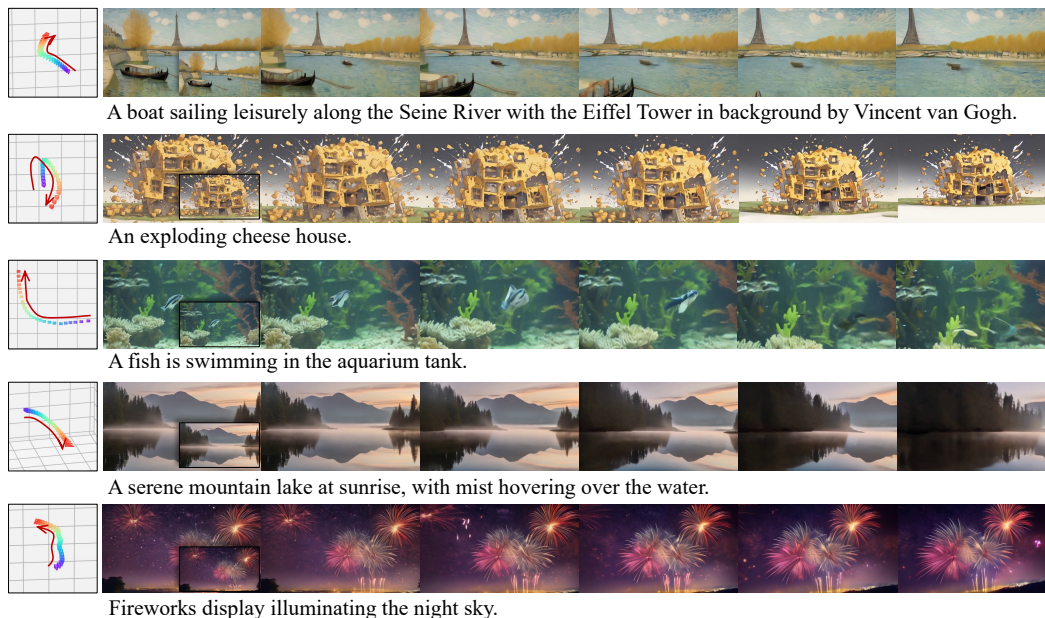 A boat sailing leisurely along the Seine River with the Eiffel Tower in background by Vincent van Gogh.
An exploding cheese house.
A fish is swimming in the aquarium tank.
A serene mountain lake at sunrise, with mist hovering over the water.
Fireworks display illuminating the night sky.